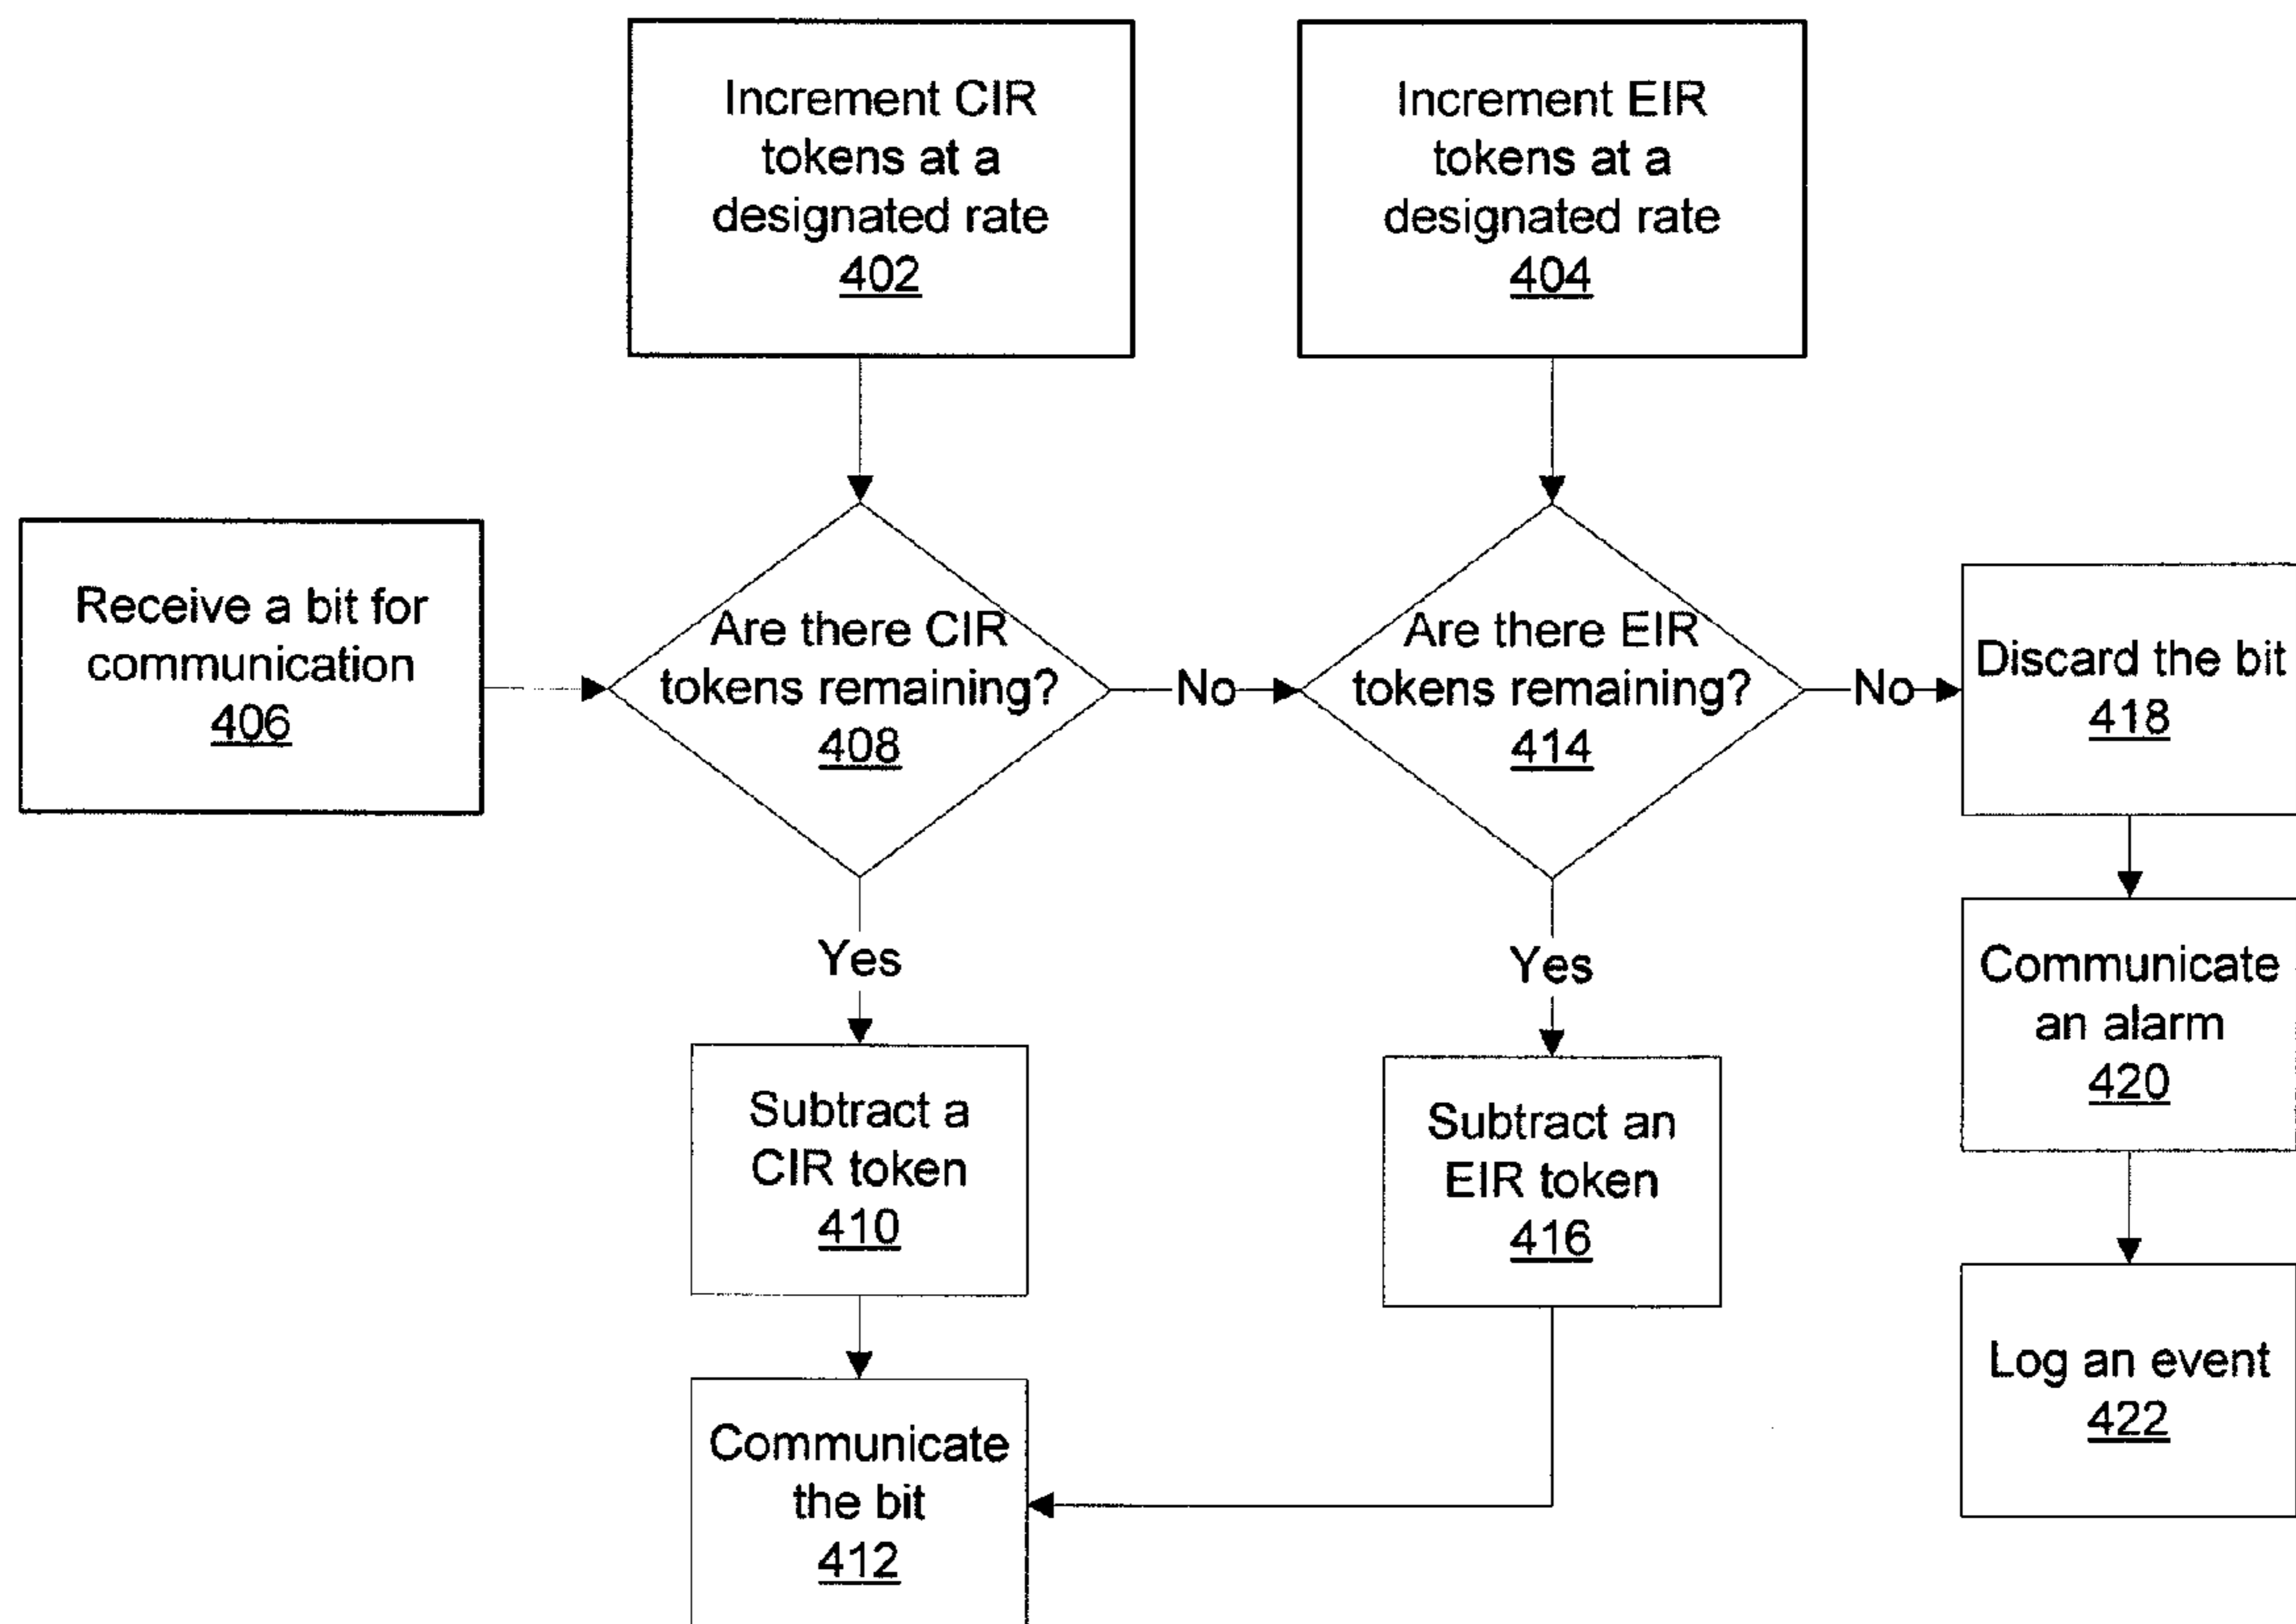 Increment CIR
tokens at a
designated rate
402
Increment EIR
tokens at a
designated rate
404
Receive a bit for
communication
406
Are there CIR
tokens remaining?
408
No
Are there EIR
tokens remaining?
414
No
Discard the bit
418
Yes
Yes
Communicate
an alarm
420
Subtract a
CIR token
410
Subtract an
EIR token
416
Log an event
422
Communicate
the bit
412